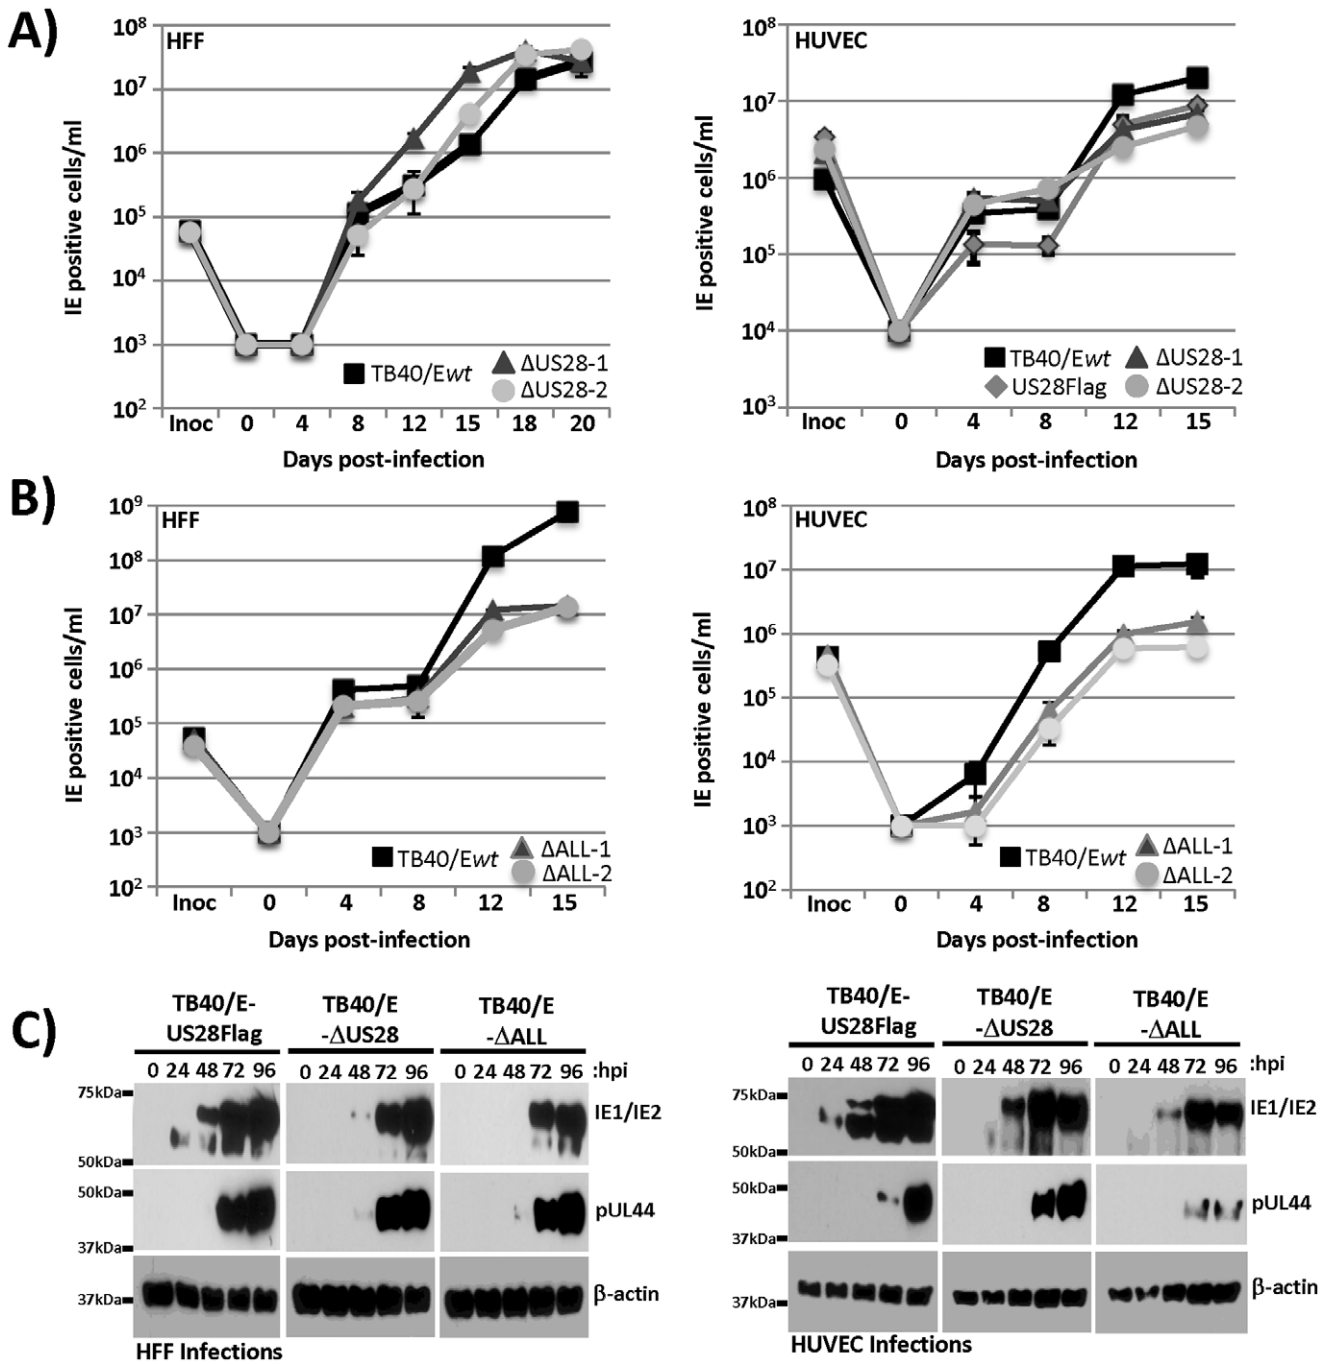 A)
HFF
10⁸
10⁷
10⁶
10⁵
10⁴
10³
10²
IE positive cells/ml
TB40/Ewt
ΔUS28-1
ΔUS28-2
Inoc 0 4 8 12 15 18 20
Days post-infection
HUVEC
10⁸
10⁷
10⁶
10⁵
10⁴
10³
IE positive cells/ml
TB40/Ewt
ΔUS28-1
US28Flag
ΔUS28-2
Inoc 0 4 8 12 15
Days post-infection
B)
HFF
10⁹
10⁸
10⁷
10⁶
10⁵
10⁴
10³
10²
IE positive cells/ml
TB40/Ewt
ΔALL-1
ΔALL-2
Inoc 0 4 8 12 15
Days post-infection
HUVEC
10⁸
10⁷
10⁶
10⁵
10⁴
10³
10²
IE positive cells/ml
TB40/Ewt
ΔALL-1
ΔALL-2
Inoc 0 4 8 12 15
Days post-infection
C)
TB40/E-
US28Flag
TB40/E
-ΔUS28
TB40/E
-ΔALL
0 24 48 72 96 0 24 48 72 96 0 24 48 72 96 :hpi
75kDa
IE1/IE2
50kDa
50kDa
pUL44
37kDa
37kDa
β-actin
HFF Infections
TB40/E-
US28Flag
TB40/E
-ΔUS28
TB40/E
-ΔALL
0 24 48 72 96 0 24 48 72 96 0 24 48 72 96 :hpi
75kDa
IE1/IE2
50kDa
50kDa
pUL44
37kDa
37kDa
β-actin
HUVEC Infections